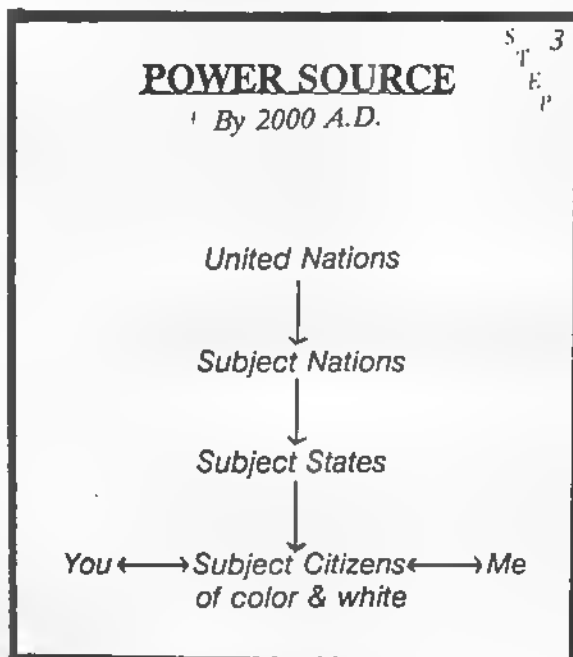 STEP 3
POWER SOURCE
By 2000 A.D.
United Nations
Subject Nations
Subject States
You Subject Citizens Me
of color & white